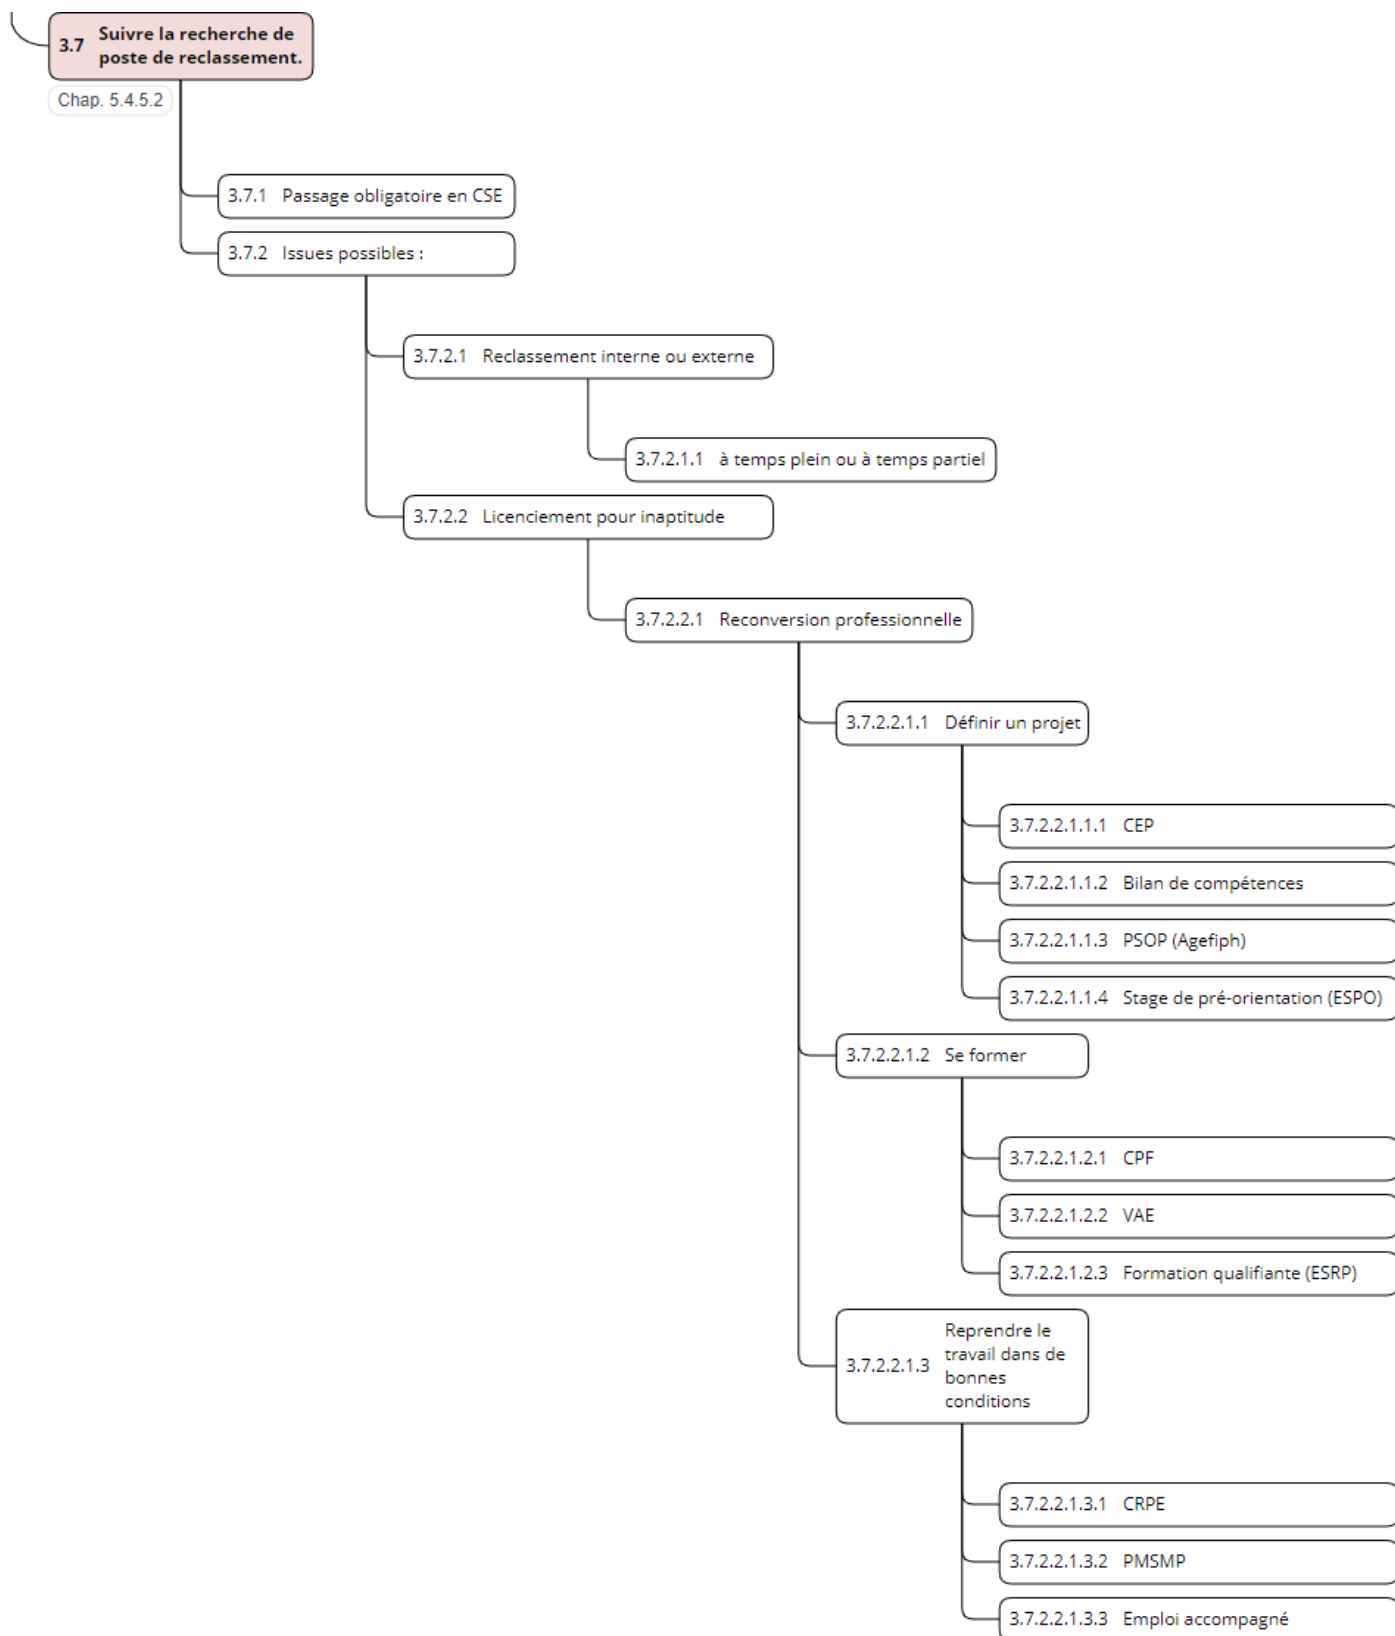 3.7 Suivre la recherche de
poste de reclassement.
Chap. 5.4.5.2
3.7.1 Passage obligatoire en CSE
3.7.2 Issues possibles :
3.7.2.1 Reclassement interne ou externe
3.7.2.1.1 à temps plein ou à temps partiel
3.7.2.2 Licenciement pour inaptitude
3.7.2.2.1 Reconversion professionnelle
3.7.2.2.1.1 Définir un projet
3.7.2.2.1.1.1 CEP
3.7.2.2.1.1.2 Bilan de compétences
3.7.2.2.1.1.3 PSOP (Agefiph)
3.7.2.2.1.1.4 Stage de pré-orientation (ESPO)
3.7.2.2.1.2 Se former
3.7.2.2.1.2.1 CPF
3.7.2.2.1.2.2 VAE
3.7.2.2.1.2.3 Formation qualifiante (ESRP)
3.7.2.2.1.3 Reprendre le
travail dans de
bonnes
conditions
3.7.2.2.1.3.1 CRPE
3.7.2.2.1.3.2 PMSMP
3.7.2.2.1.3.3 Emploi accompagné